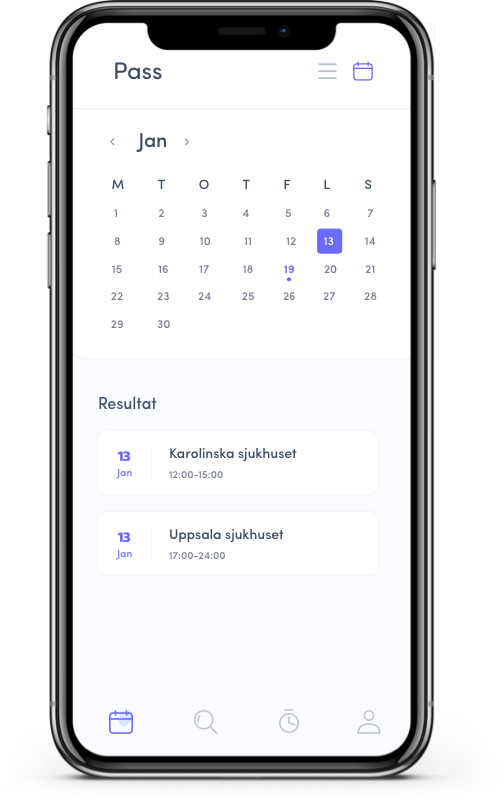 Pass
‹ Jan ›
M T O T F L S
1 2 3 4 5 6 7
8 9 10 11 12 13 14
15 16 17 18 19 20 21
22 23 24 25 26 27 28
29 30
Resultat
13 Karolinska sjukhuset
Jan 12:00-15:00
13 Uppsala sjukhuset
Jan 17:00-24:00